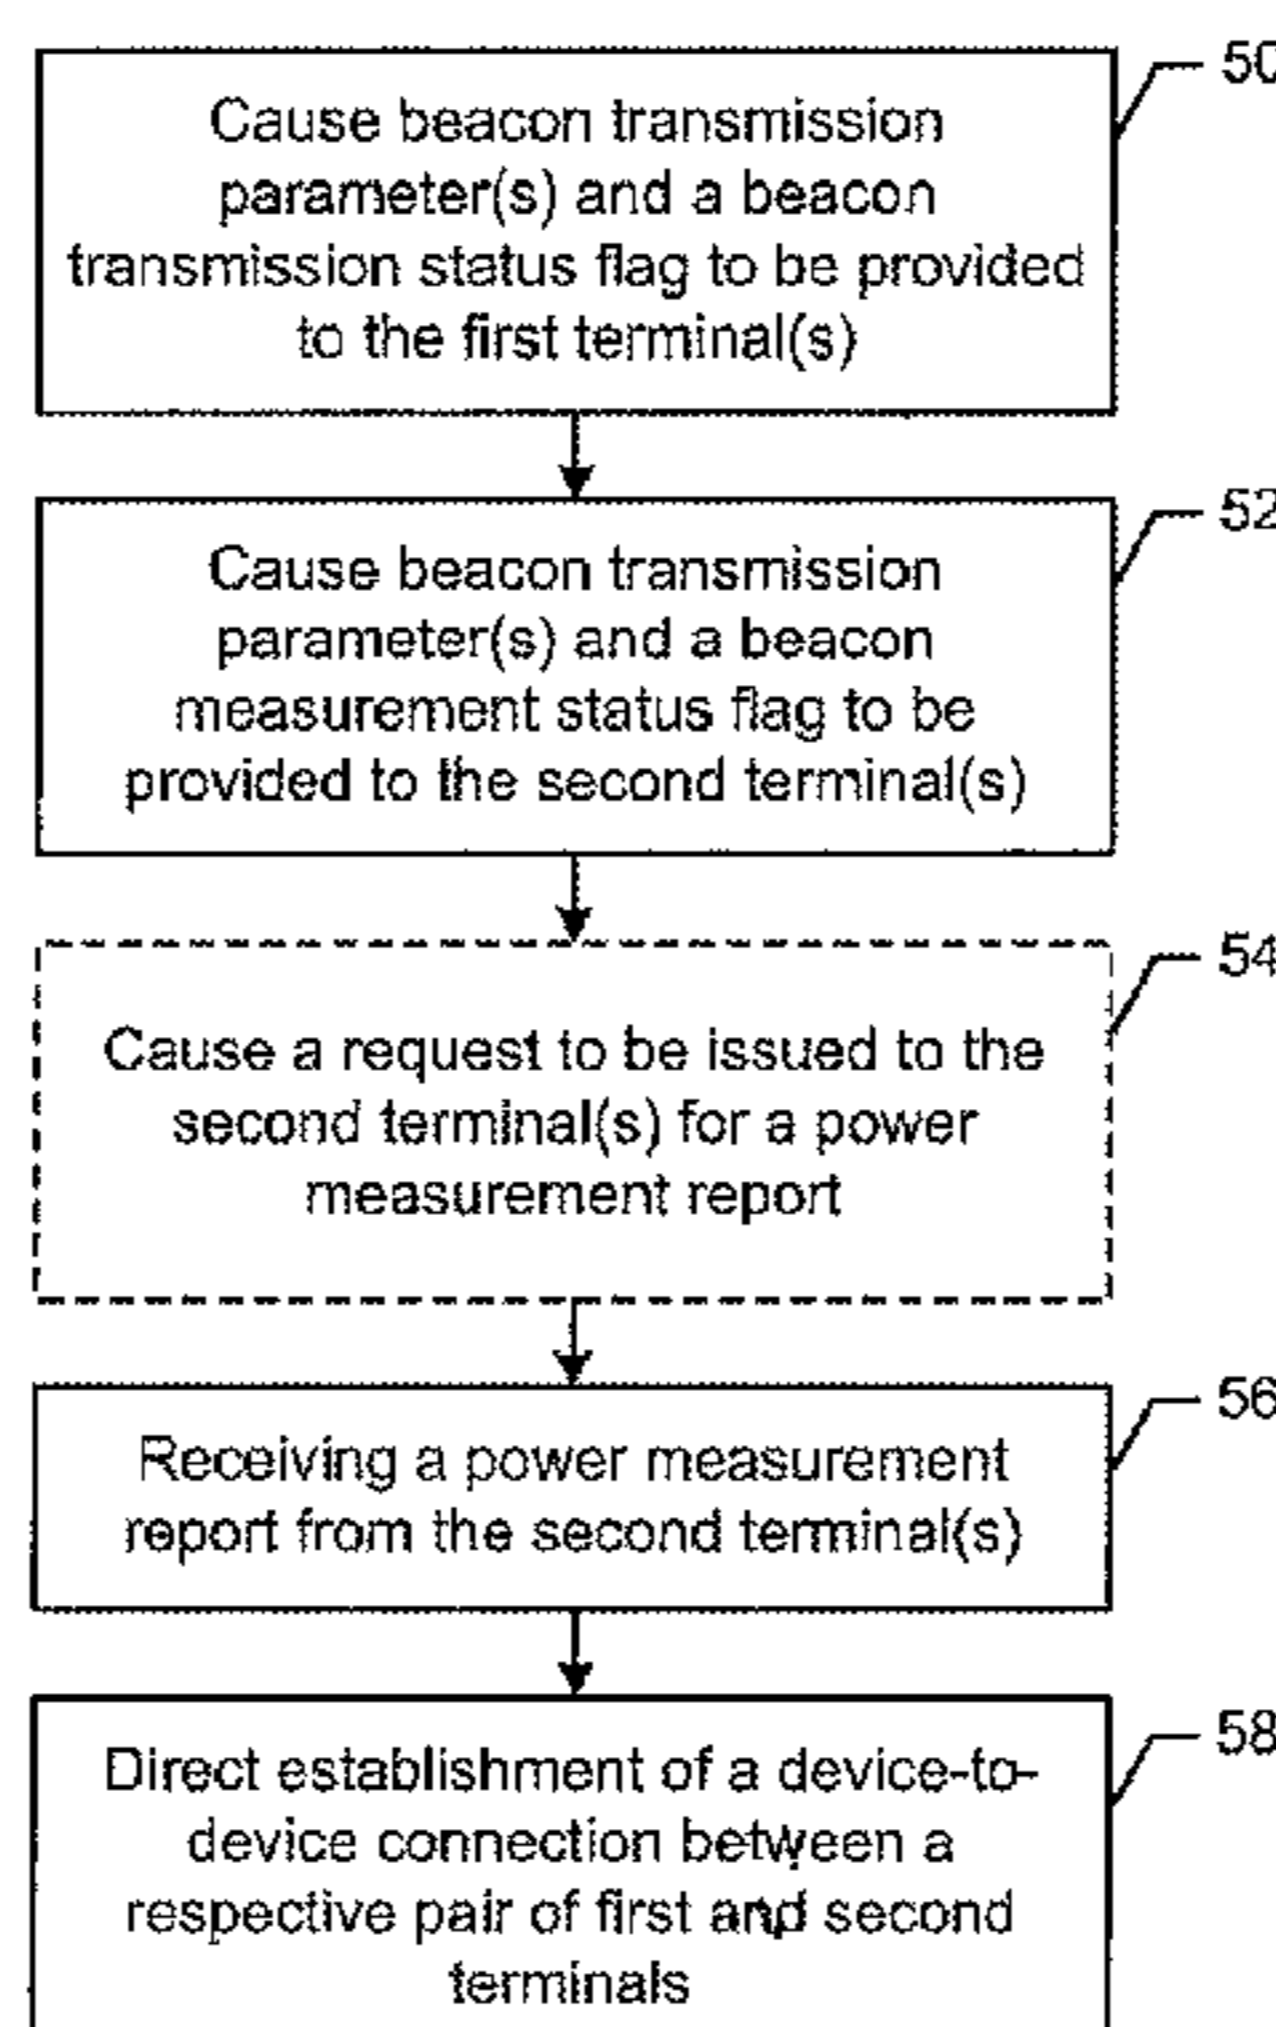 50
Cause beacon transmission
parameter(s) and a beacon
transmission status flag to be provided
to the first terminal(s)
52
Cause beacon transmission
parameter(s) and a beacon
measurement status flag to be
provided to the second terminal(s)
54
Cause a request to be issued to the
second terminal(s) for a power
measurement report
56
Receiving a power measurement
report from the second terminal(s)
58
Direct establishment of a device-to-
device connection between a
respective pair of first and second
terminals